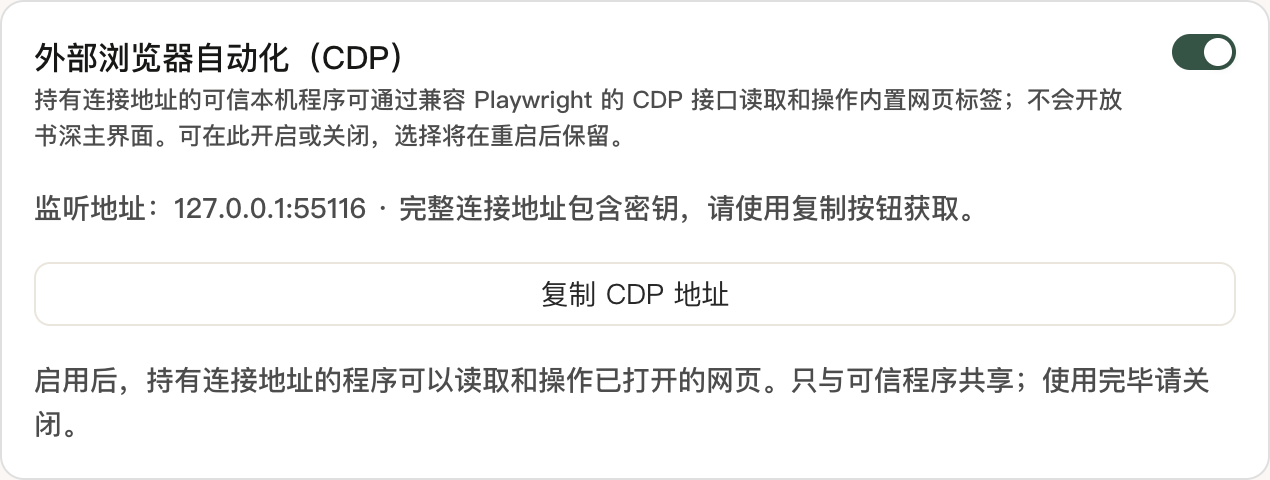 外部浏览器自动化（CDP）
持有连接地址的可信本机程序可通过兼容 Playwright 的 CDP 接口读取和操作内置网页标签；不会开放
书深主界面。可在此开启或关闭，选择将在重启后保留。
监听地址：127.0.0.1:55116 · 完整连接地址包含密钥，请使用复制按钮获取。
复制 CDP 地址
启用后，持有连接地址的程序可以读取和操作已打开的网页。只与可信程序共享；使用完毕请关
闭。